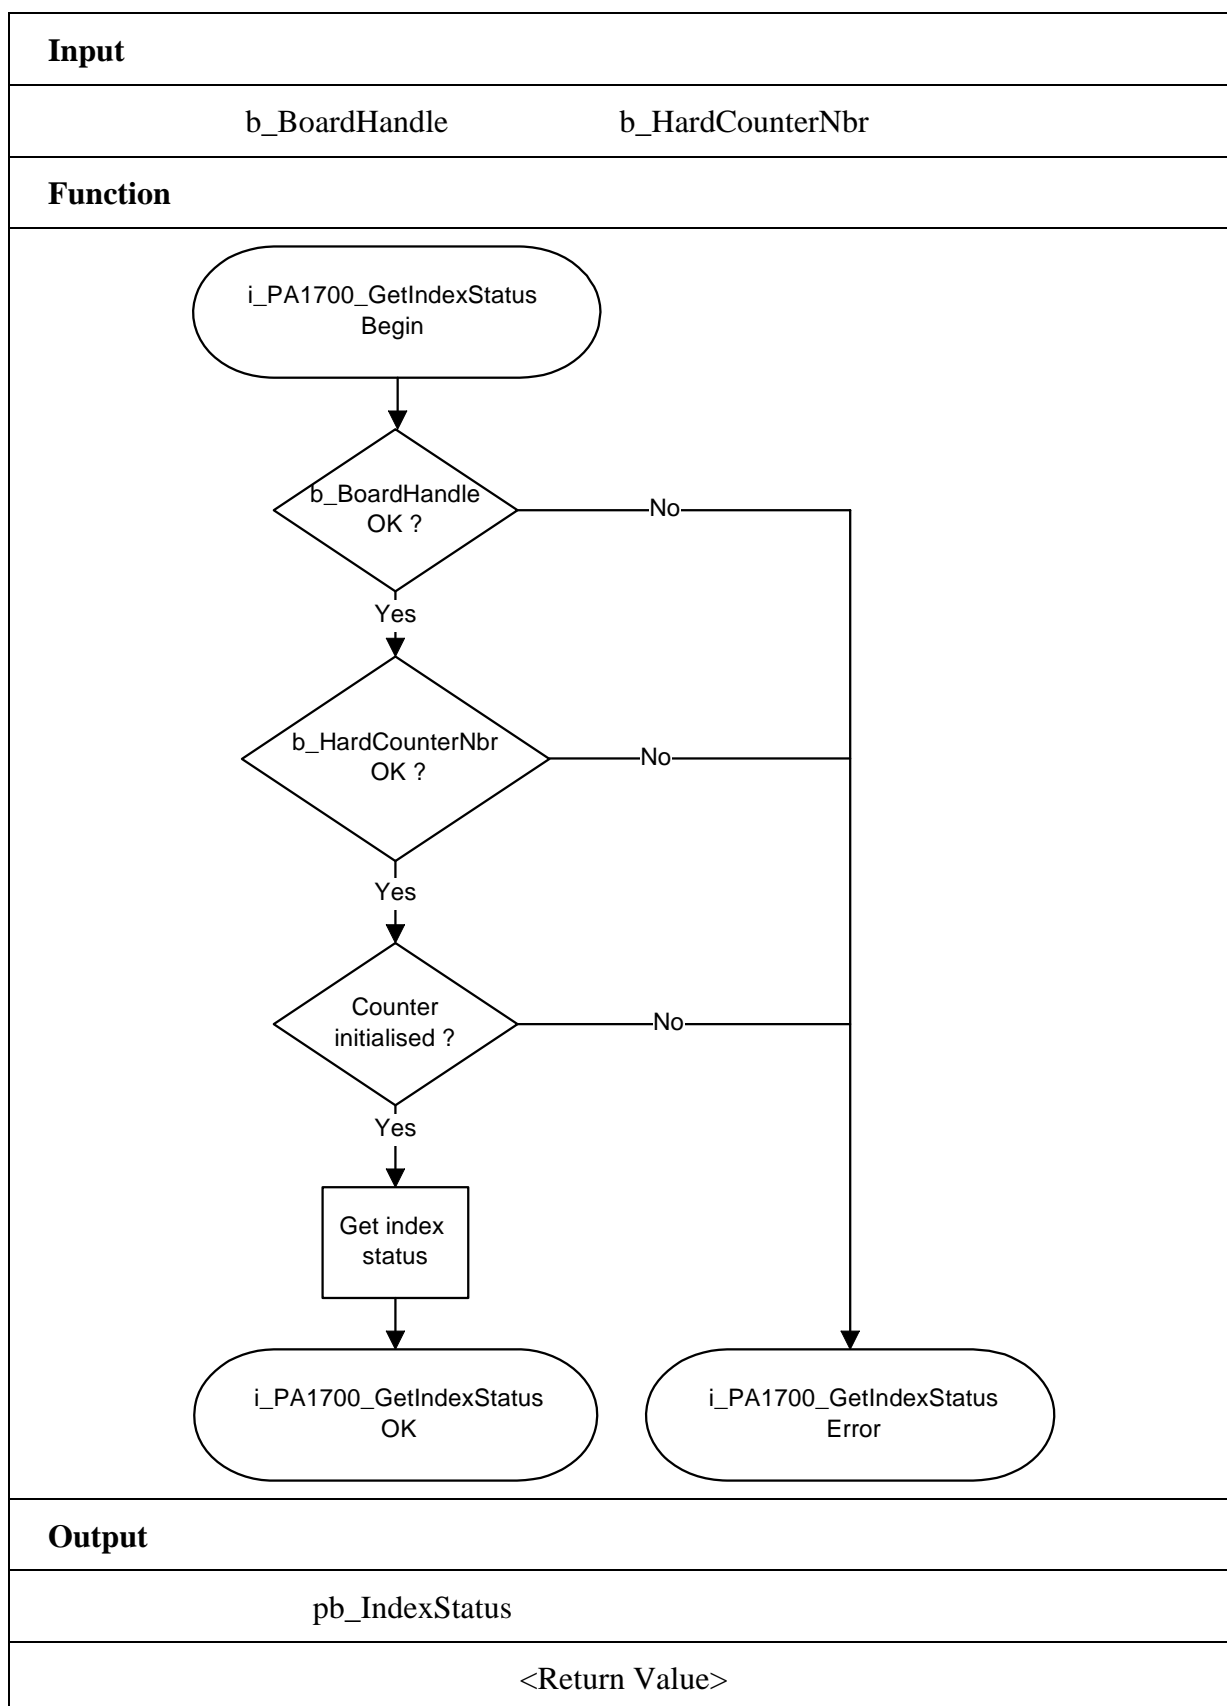 Input
b_BoardHandle b_HardCounterNbr
Function
i_PA1700_GetIndexStatus
Begin
b_BoardHandle
OK ?
No
Yes
b_HardCounterNbr
OK ?
No
Yes
Counter
initialised ?
No
Yes
Get index
status
i_PA1700_GetIndexStatus
OK
i_PA1700_GetIndexStatus
Error
Output
pb_IndexStatus
<Return Value>